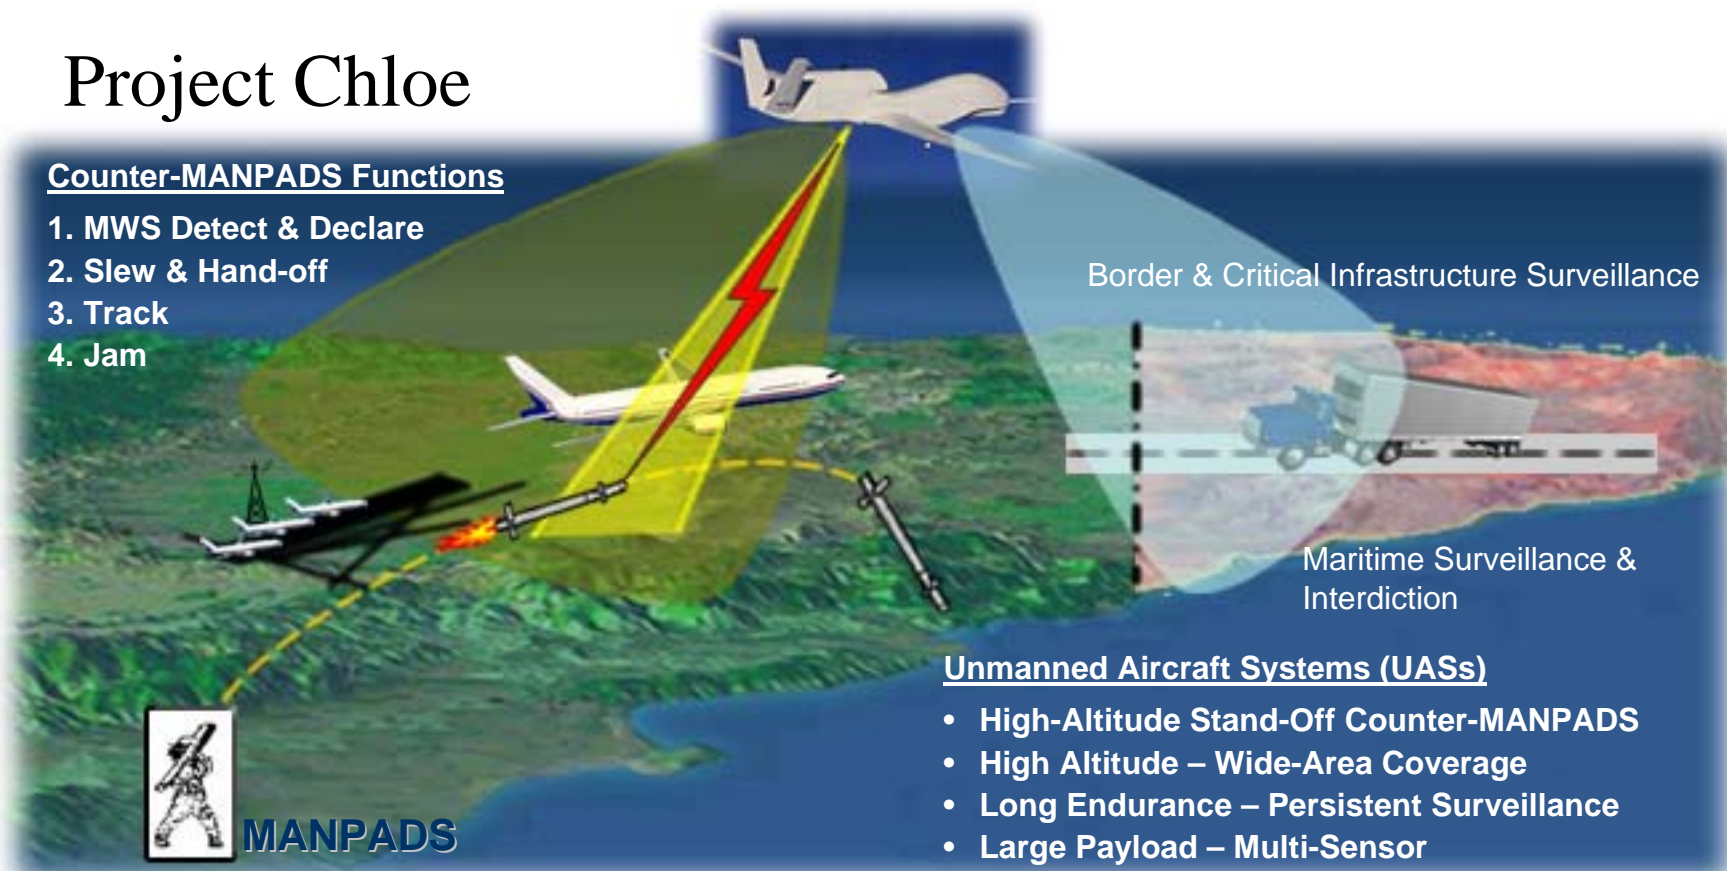 Project Chloe
Counter-MANPADS Functions
1. MWS Detect & Declare
2. Slew & Hand-off
3. Track
4. Jam
Border & Critical Infrastructure Surveillance
Maritime Surveillance &
Interdiction
Unmanned Aircraft Systems (UASs)
• High-Altitude Stand-Off Counter-MANPADS
• High Altitude – Wide-Area Coverage
• Long Endurance – Persistent Surveillance
• Large Payload – Multi-Sensor
MANPADS